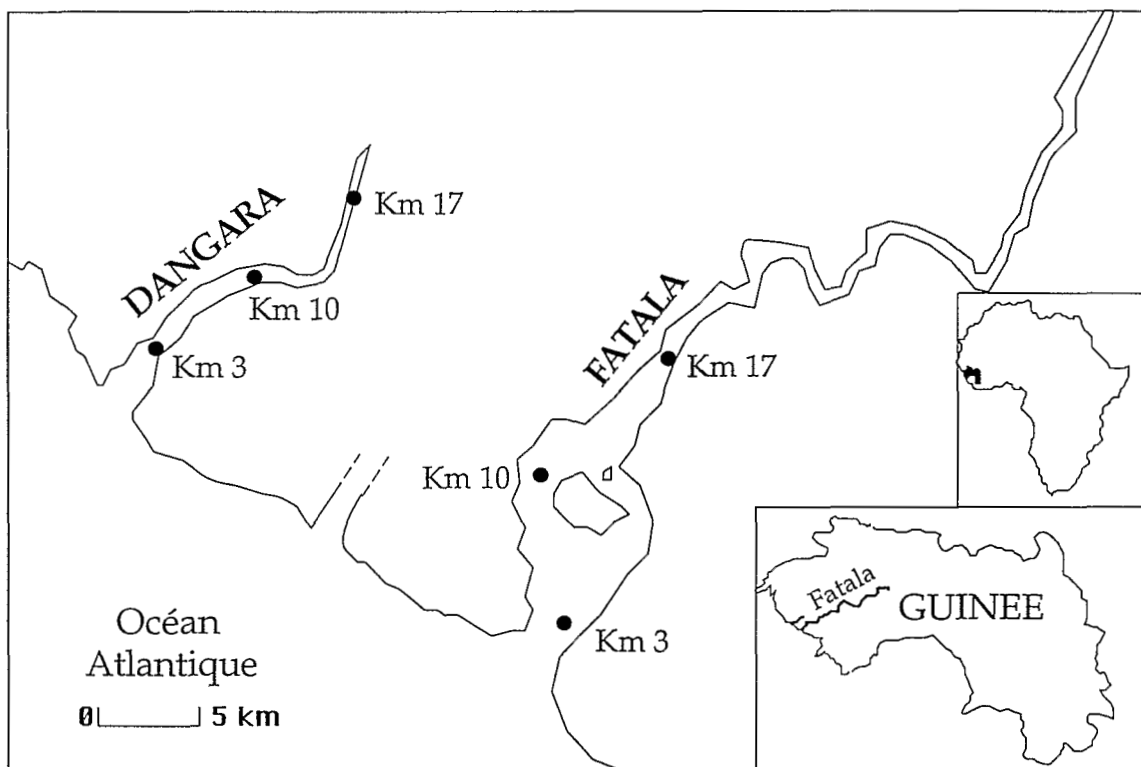 DANGARA
Km 17
Km 10
Km 3
FATALA
Km 17
Km 10
Km 3
Océan
Atlantique
0 5 km
Fatala
GUINEE